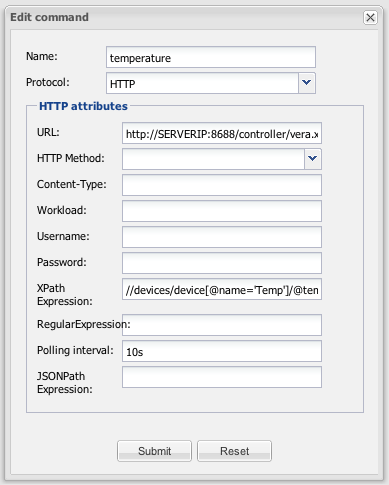 Edit command
Name: temperature
Protocol: HTTP
HTTP attributes
URL: http://SERVERIP:8688/controller/vera.x
HTTP Method:
Content-Type:
Workload:
Username:
Password:
XPath
Expression: //devices/device[@name='Temp']/@tem
RegularExpression:
Polling interval: 10s
JSONPath
Expression:
Submit Reset